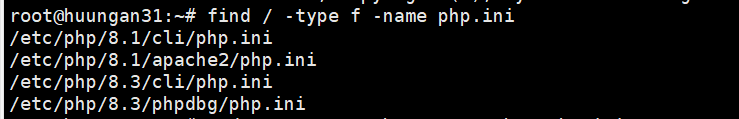 root@huungan31:~# find / -type f -name php.ini
/etc/php/8.1/cli/php.ini
/etc/php/8.1/apache2/php.ini
/etc/php/8.3/cli/php.ini
/etc/php/8.3/phpdbg/php.ini